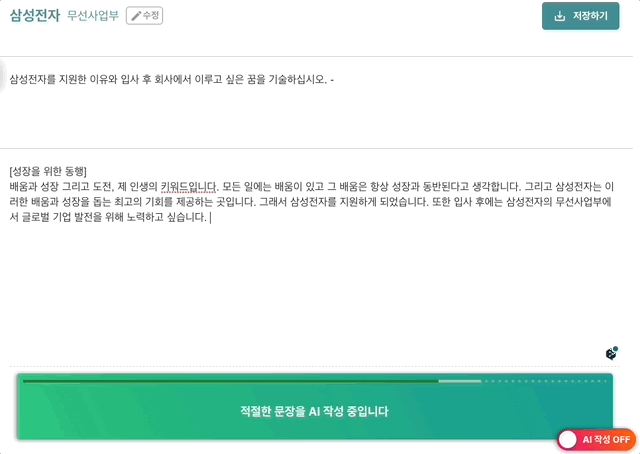 삼성전자 무선사업부 수정 저장하기
삼성전자를 지원한 이유와 입사 후 회사에서 이루고 싶은 꿈을 기술하십시오. -
[성장을 위한 동행]
배움과 성장 그리고 도전, 제 인생의 키워드입니다. 모든 일에는 배움이 있고 그 배움은 항상 성장과 동반된다고 생각합니다. 그리고 삼성전자는 이
러한 배움과 성장을 돕는 최고의 기회를 제공하는 곳입니다. 그래서 삼성전자를 지원하게 되었습니다. 또한 입사 후에는 삼성전자의 무선사업부에
서 글로벌 기업 발전을 위해 노력하고 싶습니다.
적절한 문장을 AI 작성 중입니다
AI 작성 OFF